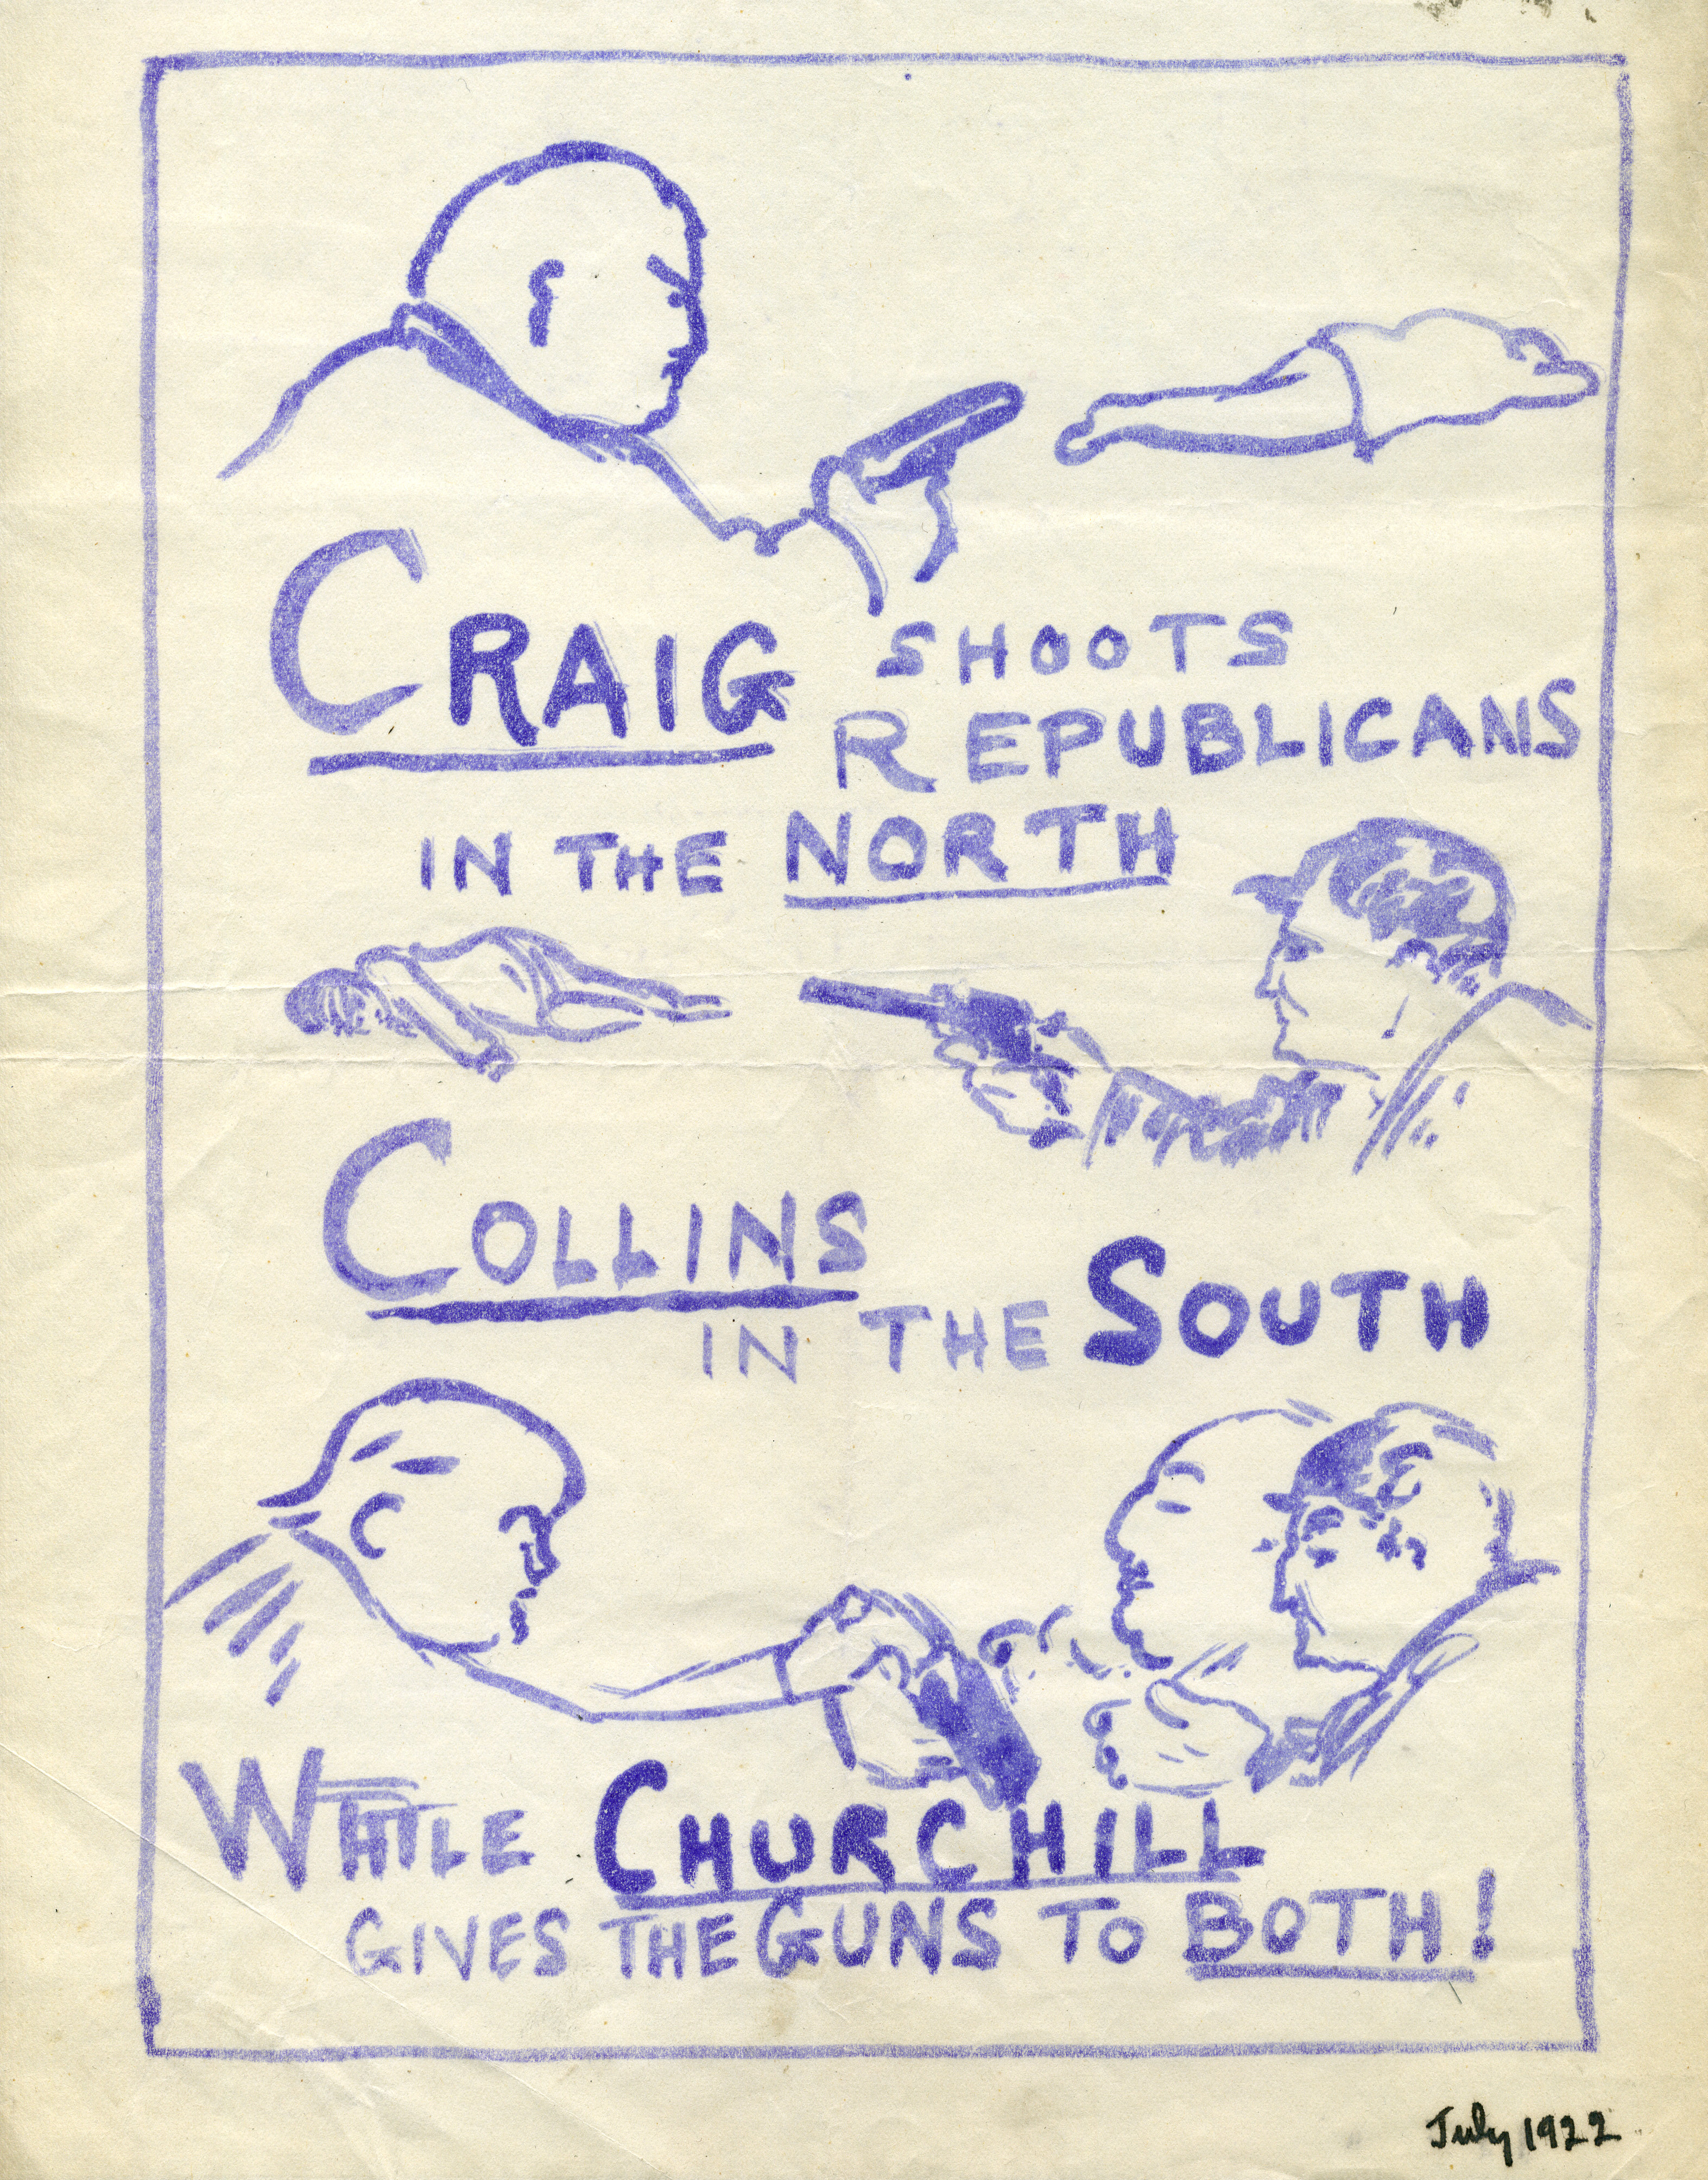 CRAIG SHOOTS
REPUBLICANS
IN THE NORTH
COLLINS
IN THE SOUTH
WHILE CHURCHILL
GIVES THE GUNS TO BOTH!
July 1922